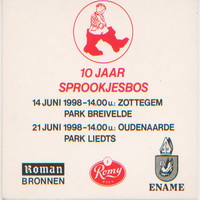 10 JAAR
SPROOKJESBOS
14 JUNI 1998-14.00 u.: ZOTTEGEM
PARK BREIVELDE
21 JUNI 1998-14.00 u.: OUDENAARDE
PARK LIEDTS
Roman
BRONNEN
Romy
PILS
ENAME